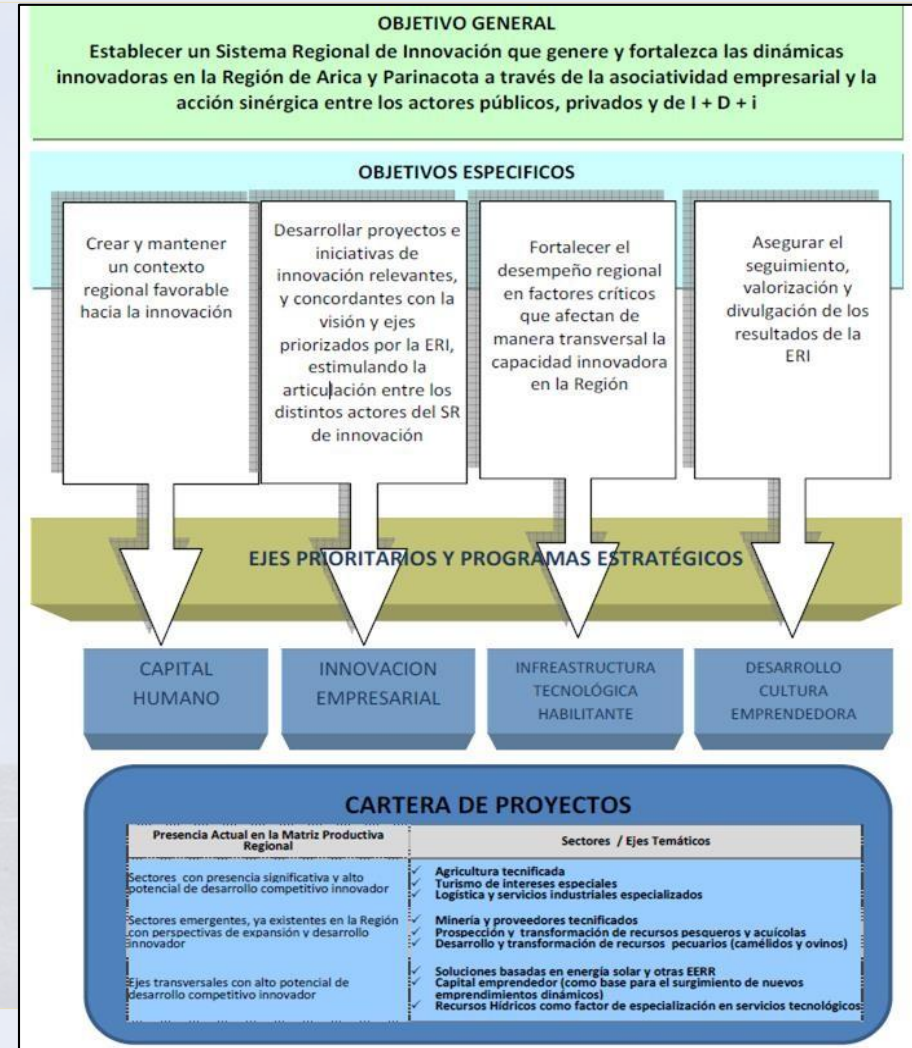 OBJETIVO GENERAL
Establecer un Sistema Regional de Innovación que genere y fortalezca las dinámicas
innovadoras en la Región de Arica y Parinacota a través de la asociatividad empresarial y la
acción sinérgica entre los actores públicos, privados y de I + D + i
OBJETIVOS ESPECIFICOS
Crear y mantener
un contexto
regional favorable
hacia la innovación
Desarrollar proyectos e
iniciativas de
innovación relevantes,
y concordantes con la
visión y ejes
priorizados por la ERI,
estimulando la
articulación entre los
distintos actores del SR
de innovación
Fortalecer el
desempeño regional
en factores críticos
que afectan de
manera transversal la
capacidad innovadora
en la Región
Asegurar el
seguimiento,
valorización y
divulgación de los
resultados de la
ERI
EJES PRIORITARIOS Y PROGRAMAS ESTRATÉGICOS
CAPITAL
HUMANO
INNOVACION
EMPRESARIAL
INFREASTRUCTURA
TECNOLÓGICA
HABILITANTE
DESARROLLO
CULTURA
EMPRENDEDORA
CARTERA DE PROYECTOS
Presencia Actual en la Matriz Productiva
Regional
Sectores / Ejes Temáticos
Sectores con presencia significativa y alto
potencial de desarrollo competitivo innovador
✓ Agricultura tecnificada
✓ Turismo de intereses especiales
✓ Logística y servicios industriales especializados
Sectores emergentes, ya existentes en la Región
con perspectivas de expansión y desarrollo
innovador
✓ Minería y proveedores tecnificados
✓ Prospección y transformación de recursos pesqueros y acuícolas
✓ Desarrollo y transformación de recursos pecuarios (camélidos y ovinos)
Ejes transversales con alto potencial de
desarrollo competitivo innovador
✓ Soluciones basadas en energía solar y otras EERR
✓ Capital emprendedor (como base para el surgimiento de nuevos
emprendimientos dinámicos)
✓ Recursos Hídricos como factor de especialización en servicios tecnológicos